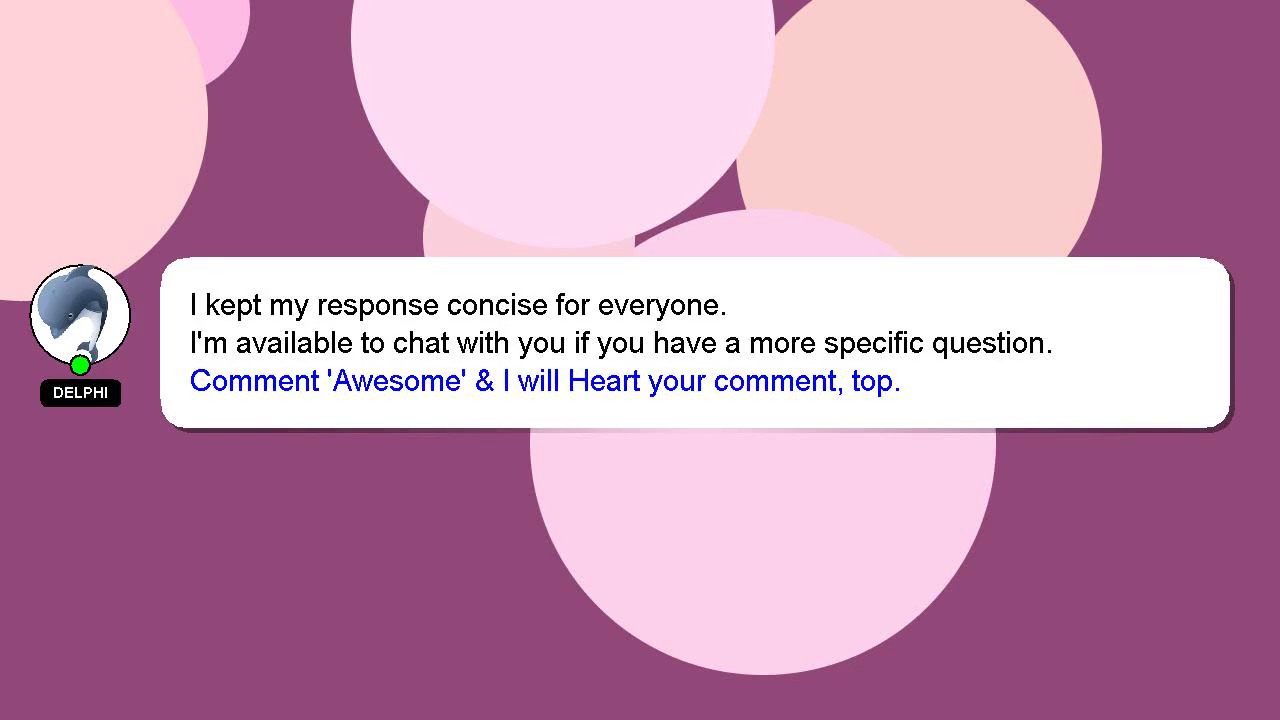 I kept my response concise for everyone.
I'm available to chat with you if you have a more specific question.
Comment 'Awesome' & I will Heart your comment, top.
DELPHI